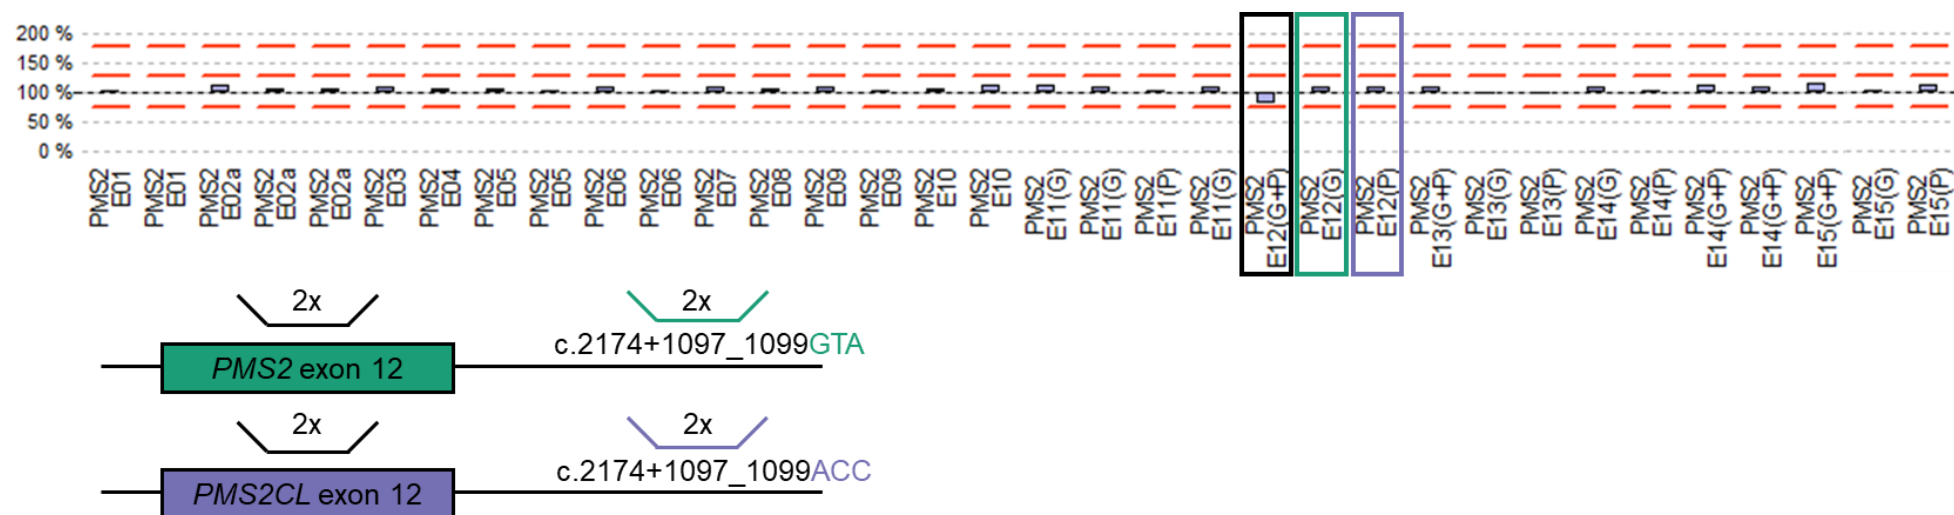 200 %
150 %
100 %
50 %
0 %
PMS2 E01
PMS2 E01
PMS2 E02a
PMS2 E02a
PMS2 E02a
PMS2 E03
PMS2 E04
PMS2 E05
PMS2 E05
PMS2 E06
PMS2 E06
PMS2 E07
PMS2 E08
PMS2 E09
PMS2 E09
PMS2 E10
PMS2 E10
PMS2 E11(G)
PMS2 E11(G)
PMS2 E11(P)
PMS2 E11(G)
PMS2 E12(G+P)
PMS2 E12(G)
PMS2 E12(P)
PMS2 E13(G+P)
PMS2 E13(G)
PMS2 E13(P)
PMS2 E14(G)
PMS2 E14(P)
PMS2 E14(G+P)
PMS2 E14(G+P)
PMS2 E15(G+P)
PMS2 E15(G)
PMS2 E15(P)
2x 2x
c.2174+1097_1099GTA
PMS2 exon 12
2x 2x
c.2174+1097_1099ACC
PMS2CL exon 12